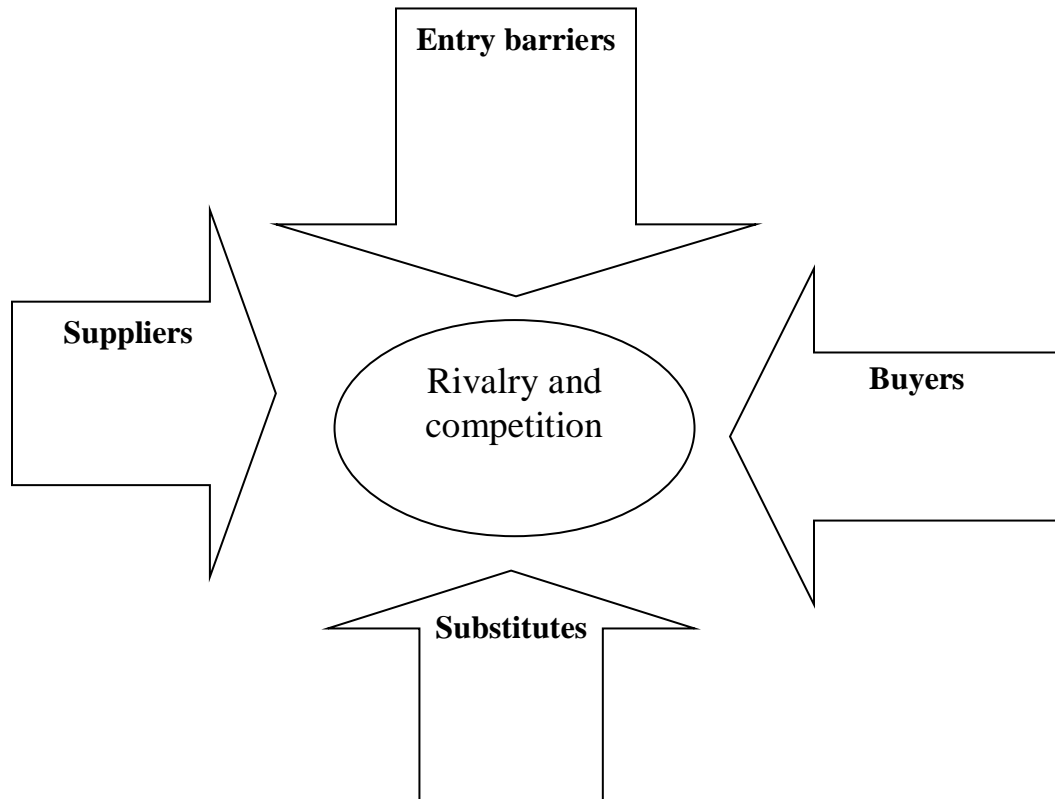 Entry barriers
Suppliers
Rivalry and
competition
Buyers
Substitutes